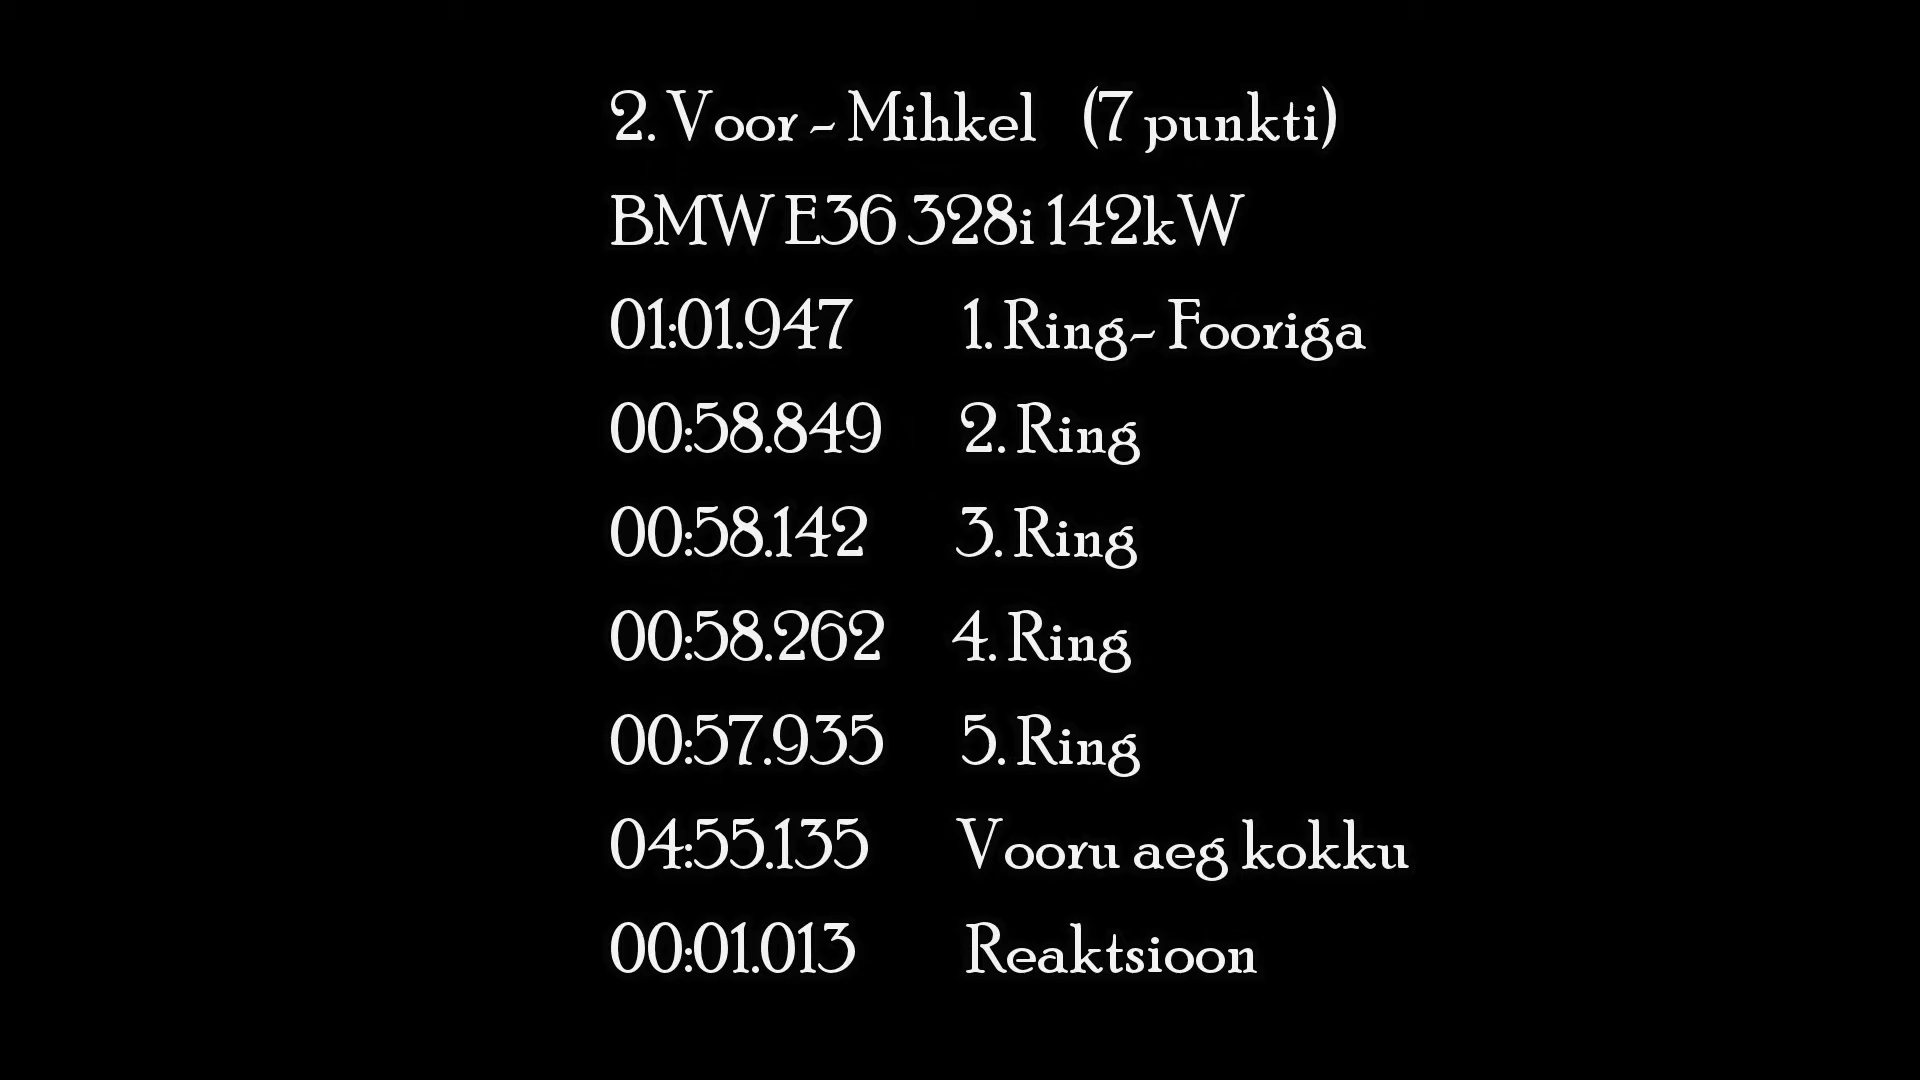 2. Voor - Mihkel (7 punkti)
BMW E36 328i 142kW
01:01.947 1. Ring- Fooriga
00:58.849 2. Ring
00:58.142 3. Ring
00:58.262 4. Ring
00:57.935 5. Ring
04:55.135 Vooru aeg kokku
00:01.013 Reaktsioon